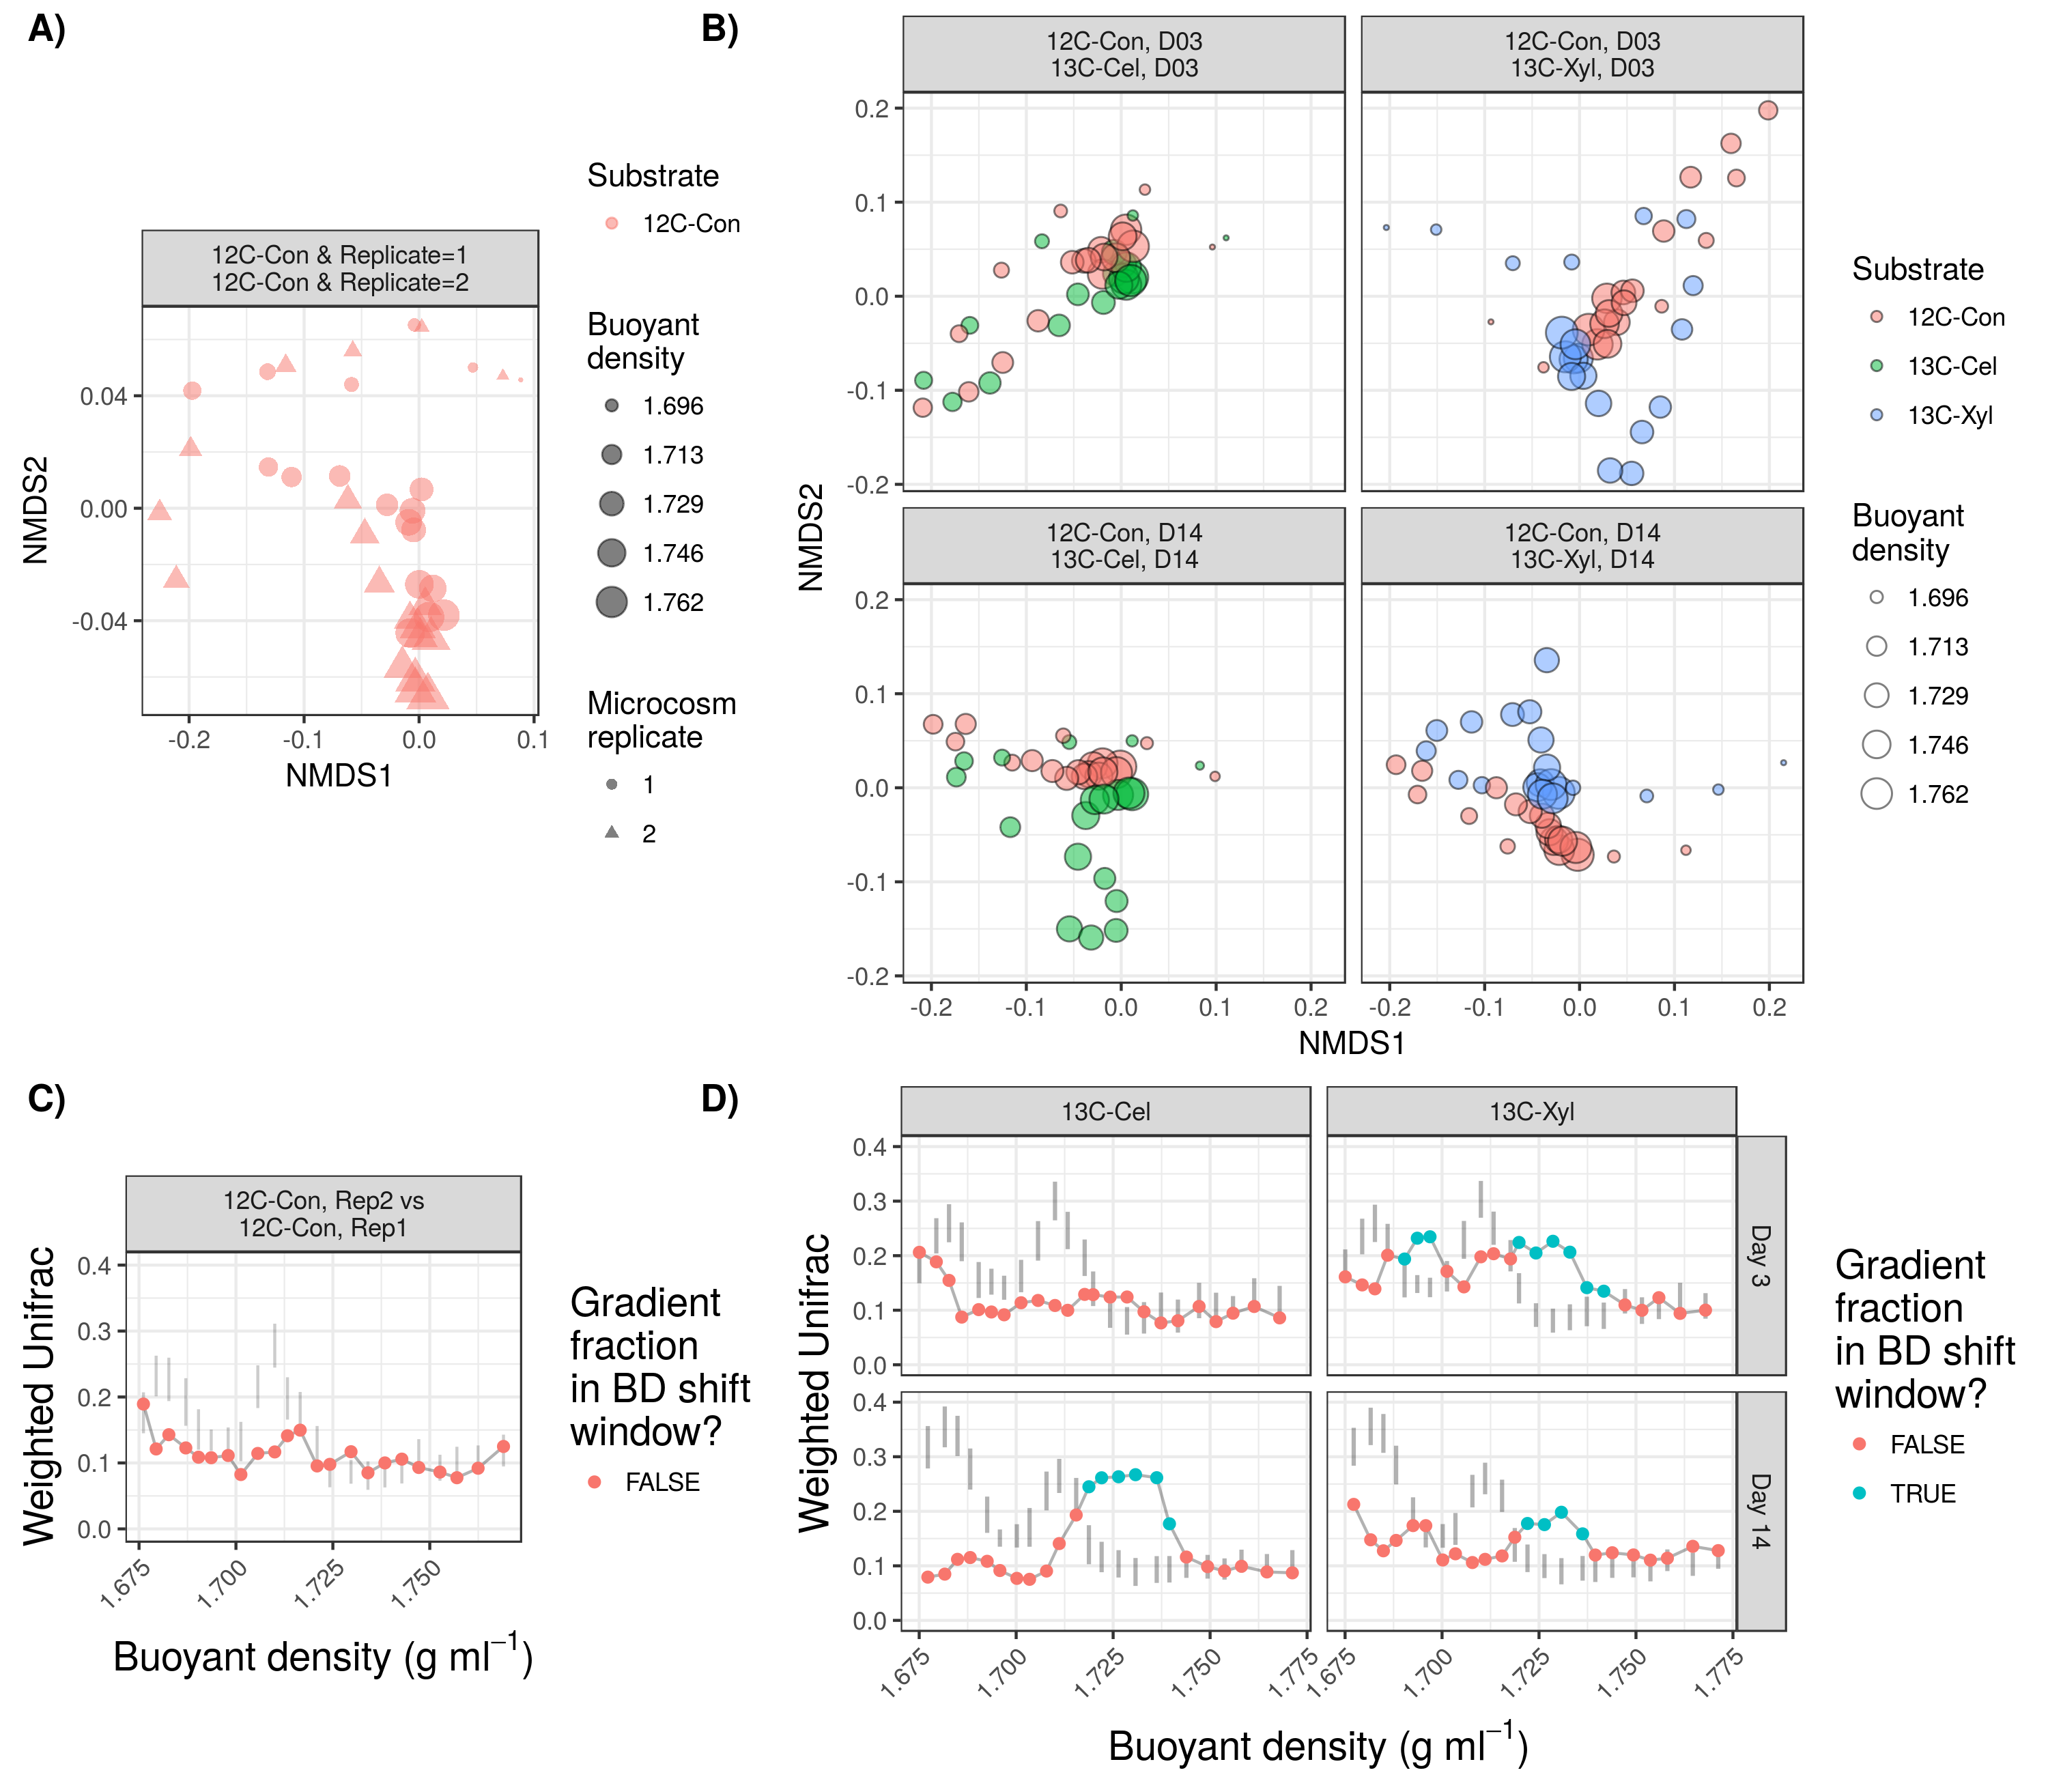 A)
12C-Con & Replicate=1
12C-Con & Replicate=2
0.04
0.00
-0.04
NMDS2
-0.2
-0.1
0.0
0.1
NMDS1
Substrate
12C-Con
Buoyant
density
1.696
1.713
1.729
1.746
1.762
Microcosm
replicate
1
2
B)
12C-Con, D03
13C-Cel, D03
12C-Con, D03
13C-Xyl, D03
0.2
0.1
0.0
-0.1
-0.2
12C-Con, D14
13C-Cel, D14
12C-Con, D14
13C-Xyl, D14
0.2
0.1
0.0
-0.1
-0.2
NMDS2
-0.2
-0.1
0.0
0.1
0.2
-0.2
-0.1
0.0
0.1
0.2
NMDS1
Substrate
12C-Con
13C-Cel
13C-Xyl
Buoyant
density
1.696
1.713
1.729
1.746
1.762
C)
12C-Con, Rep2 vs
12C-Con, Rep1
0.4
0.3
0.2
0.1
0.0
Weighted Unifrac
1.675
1.700
1.725
1.750
Buoyant density (g ml⁻¹)
Gradient
fraction
in BD shift
window?
FALSE
D)
13C-Cel
13C-Xyl
0.4
0.3
0.2
0.1
0.0
Day 3
0.4
0.3
0.2
0.1
0.0
Day 14
Weighted Unifrac
1.675
1.700
1.725
1.750
1.775
1.675
1.700
1.725
1.750
1.775
Buoyant density (g ml⁻¹)
Gradient
fraction
in BD shift
window?
FALSE
TRUE